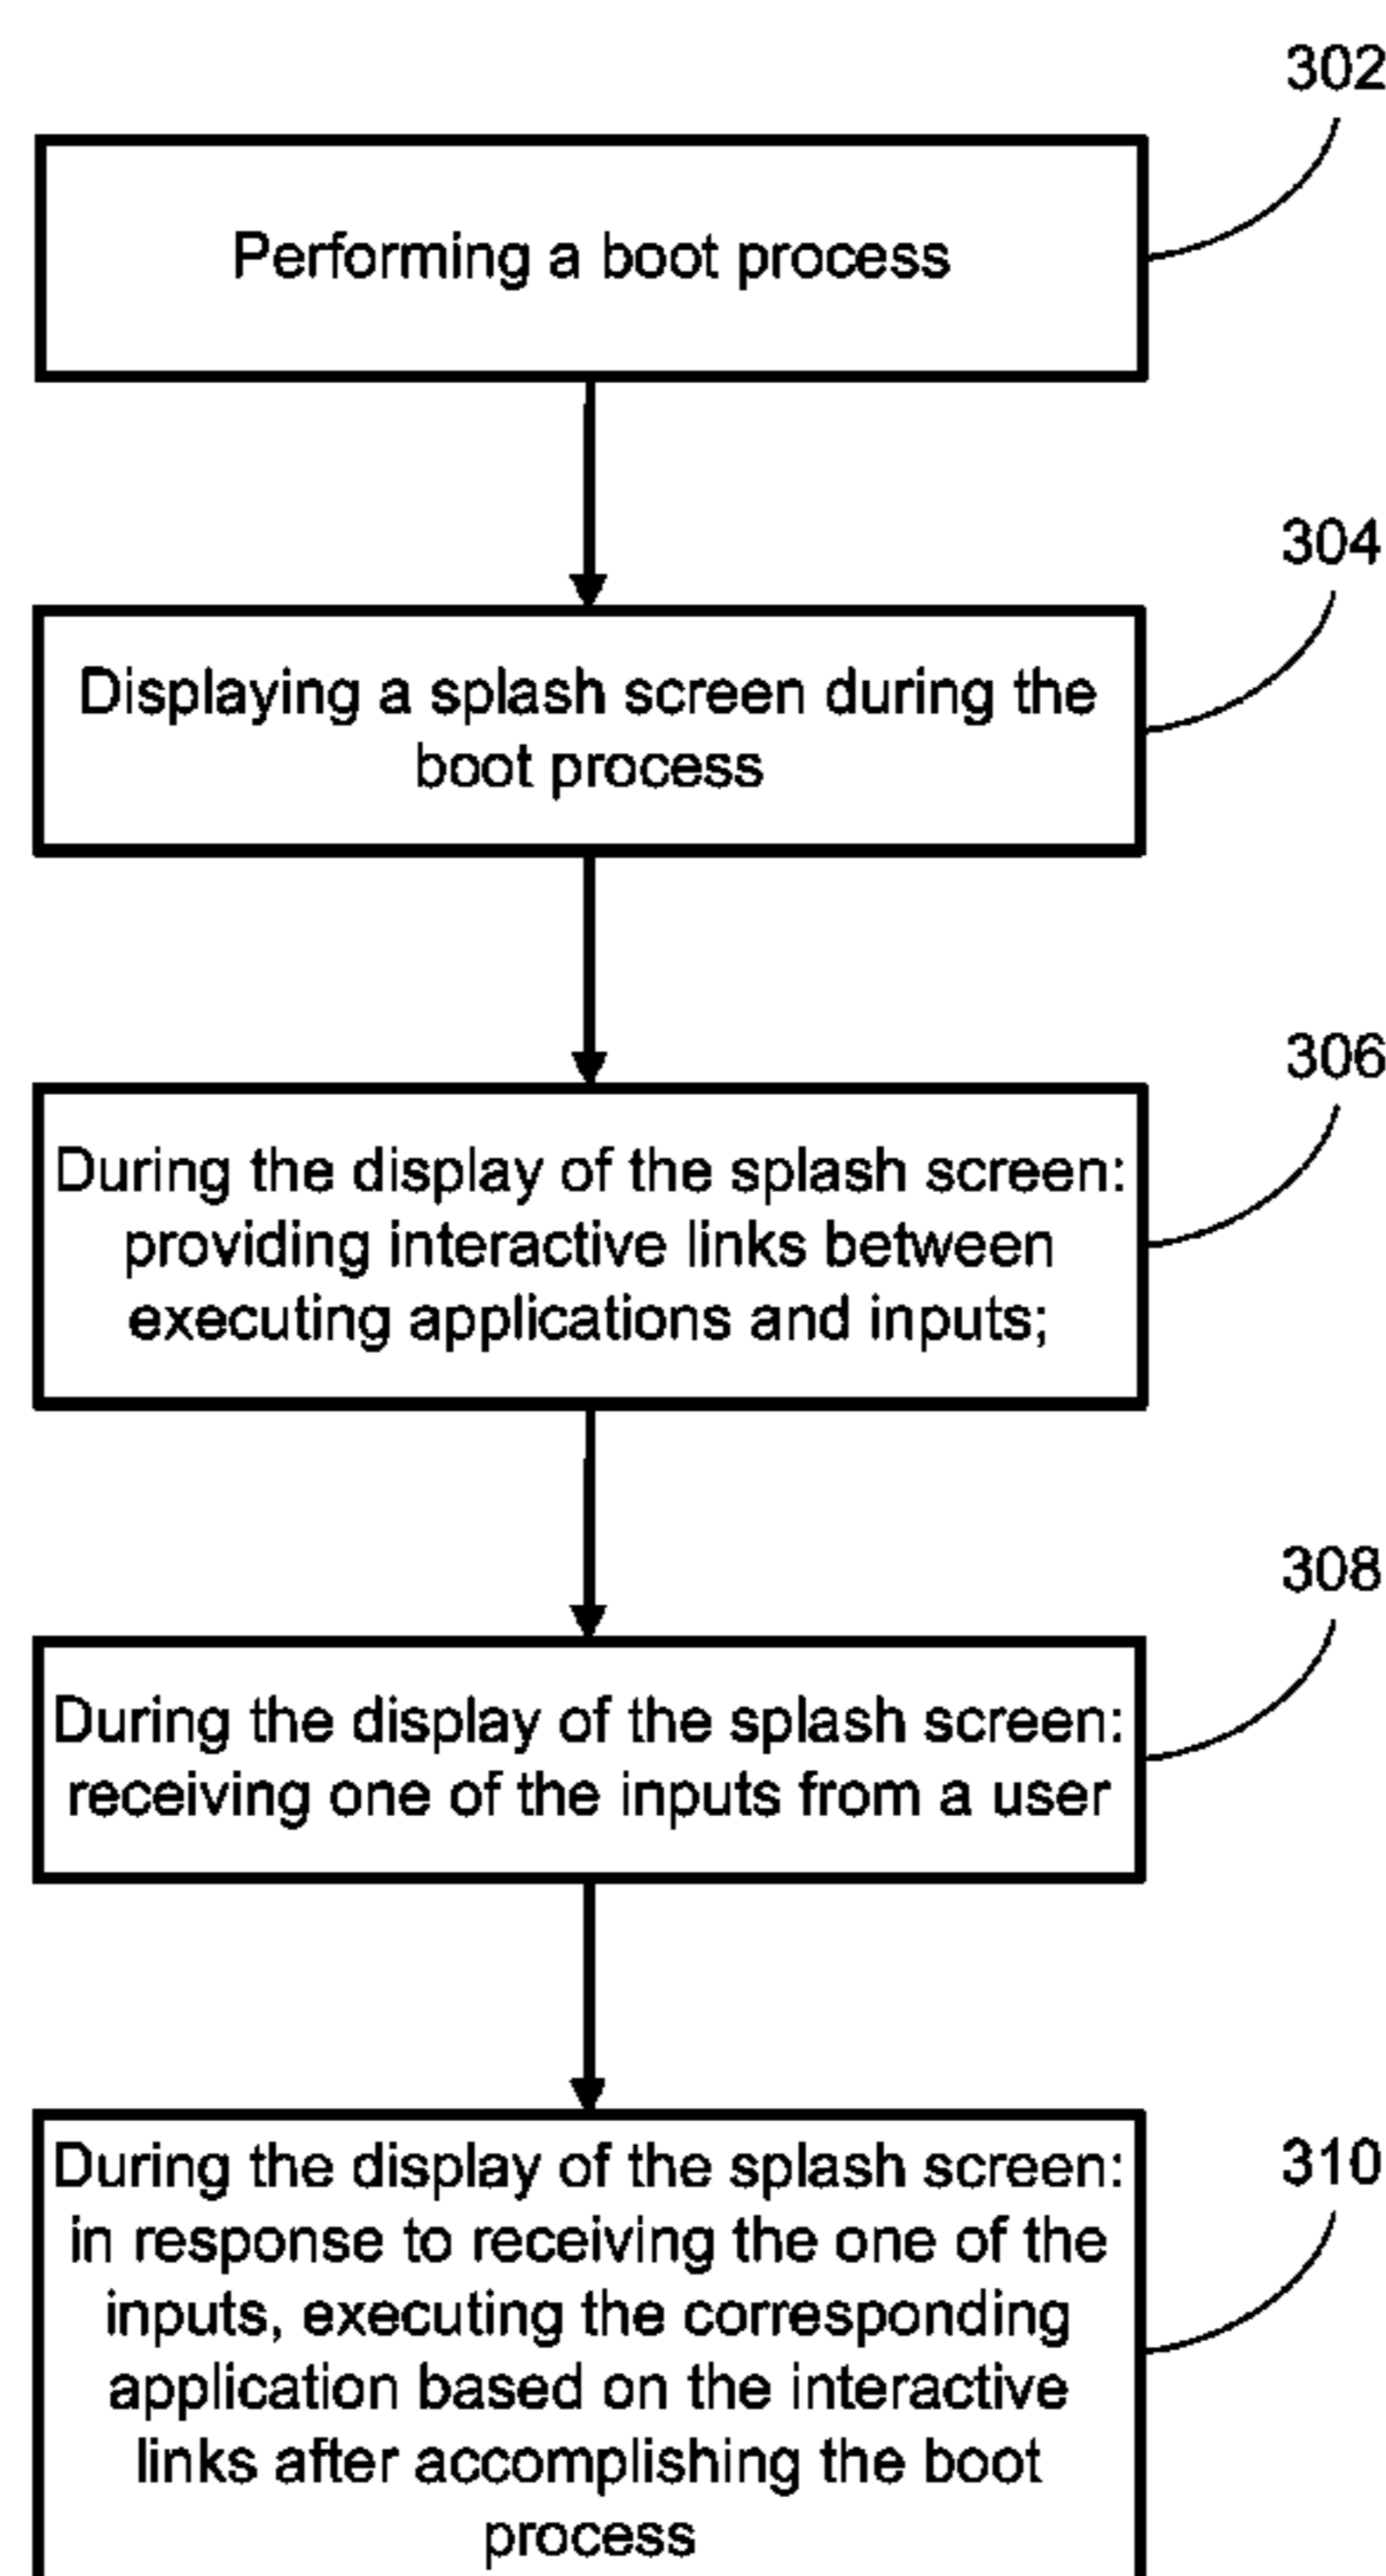 302
Performing a boot process
304
Displaying a splash screen during the
boot process
306
During the display of the splash screen:
providing interactive links between
executing applications and inputs;
308
During the display of the splash screen:
receiving one of the inputs from a user
310
During the display of the splash screen:
in response to receiving the one of the
inputs, executing the corresponding
application based on the interactive
links after accomplishing the boot
process